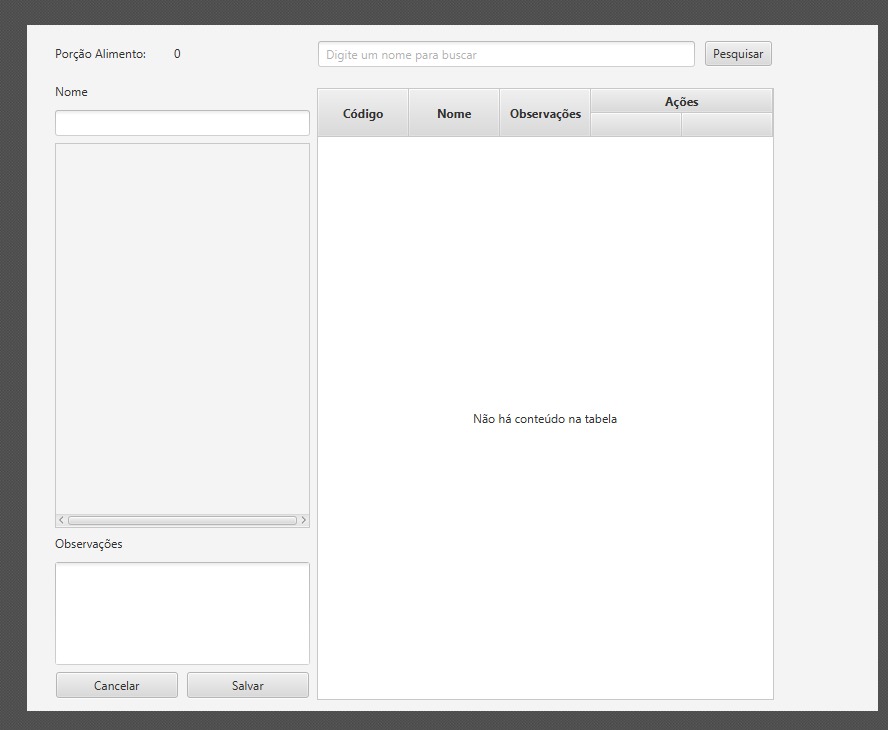 Porção Alimento: 0
Digite um nome para buscar
Pesquisar
Nome
Código
Nome
Observações
Ações
Não há conteúdo na tabela
Observações
Cancelar
Salvar